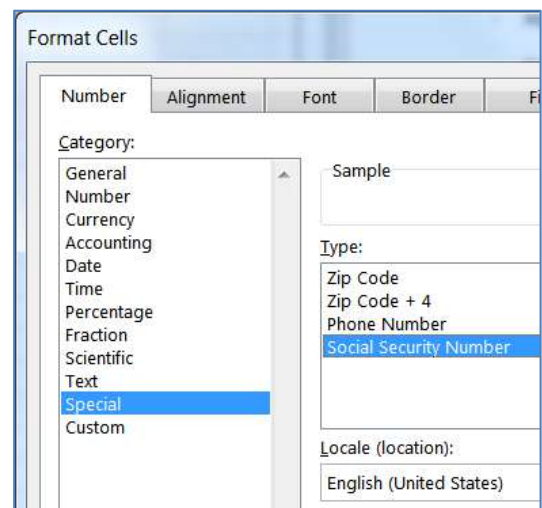 Format Cells
Number Alignment Font Border Fi
Category:
General
Number
Currency
Accounting
Date
Time
Percentage
Fraction
Scientific
Text
Special
Custom
Sample
Type:
Zip Code
Zip Code + 4
Phone Number
Social Security Number
Locale (location):
English (United States)